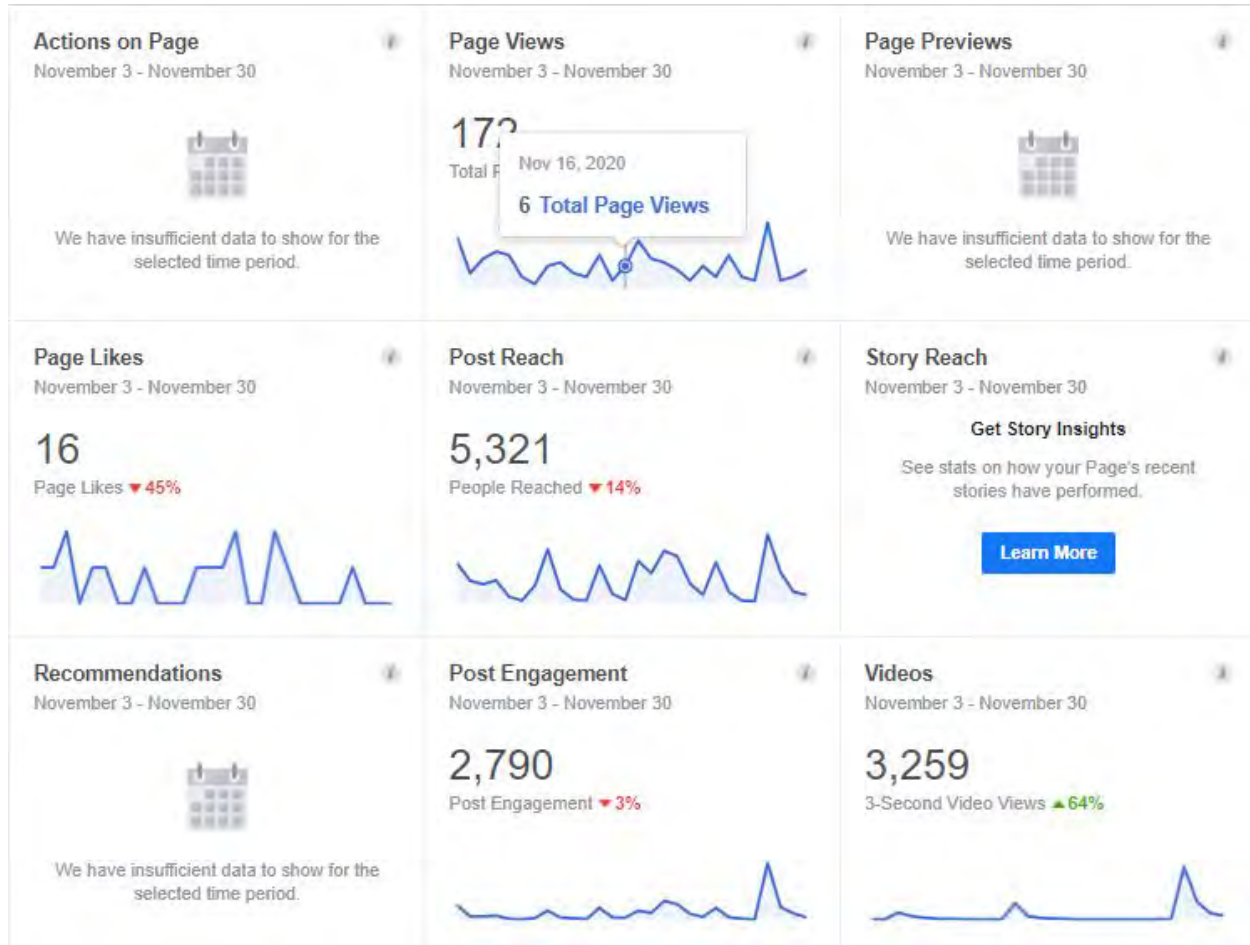 Actions on Page
November 3 - November 30
We have insufficient data to show for the
selected time period.
Page Views
November 3 - November 30
172
Total
Nov 16, 2020
6 Total Page Views
Page Previews
November 3 - November 30
We have insufficient data to show for the
selected time period.
Page Likes
November 3 - November 30
16
Page Likes ▼45%
Post Reach
November 3 - November 30
5,321
People Reached ▼14%
Story Reach
November 3 - November 30
Get Story Insights
See stats on how your Page's recent
stories have performed.
Learn More
Recommendations
November 3 - November 30
We have insufficient data to show for the
selected time period.
Post Engagement
November 3 - November 30
2,790
Post Engagement ▼3%
Videos
November 3 - November 30
3,259
3-Second Video Views ▲64%